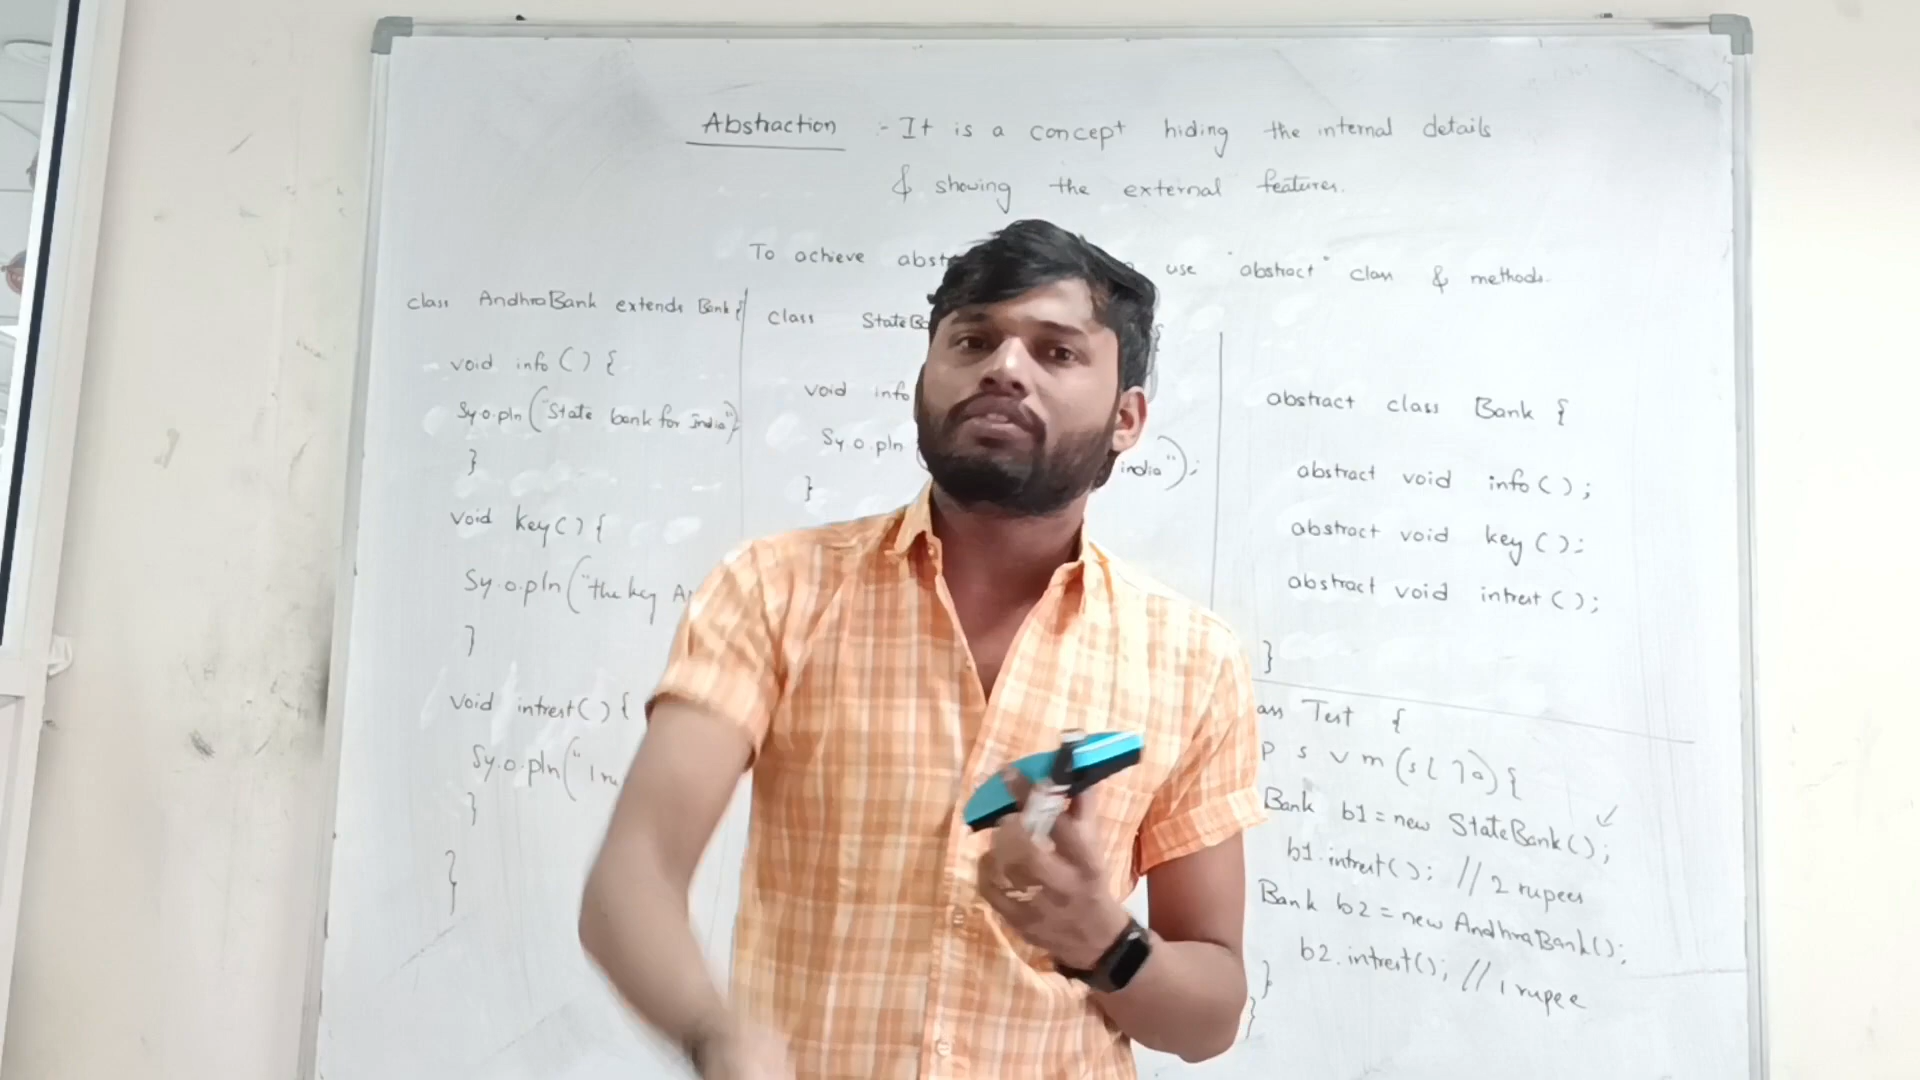 Abstraction :- It is a concept hiding the internal details
& showing the external features.
To achieve use "abstract" class & methods.
class AndhraBank extends Bank {
void info () {
Sy.o.pln ("State bank for India")
}
void key() {
Sy.o.pln ("the key
}
void intrest() {
Sy.o.pln ("1
}
}
class
void info
Sy.o.pln
india");
}
{
abstract class Bank {
abstract void info ();
abstract void key ();
abstract void intrest ();
}
Test {
p s v m (s [ ] a) {
Bank b1 = new StateBank();
b1.intrest(); // 2 rupees
Bank b2 = new AndhraBank();
b2.intrest(); // 1 rupee
}
}